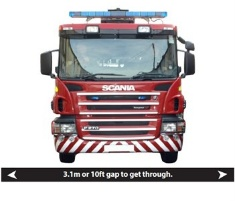 SCANIA
3.1m or 10ft gap to get through.